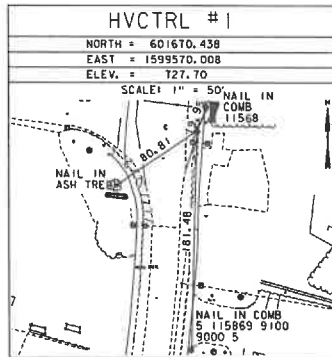 HVCTRL #1
NORTH = 601670.438
EAST = 1599570.008
ELEV. = 727.70
SCALE: 1" = 50'
NAIL IN
COMB
11568
80.81
NAIL IN
ASH TREE
181.48
NAIL IN COMB
5 115869 9100
9000 5
7